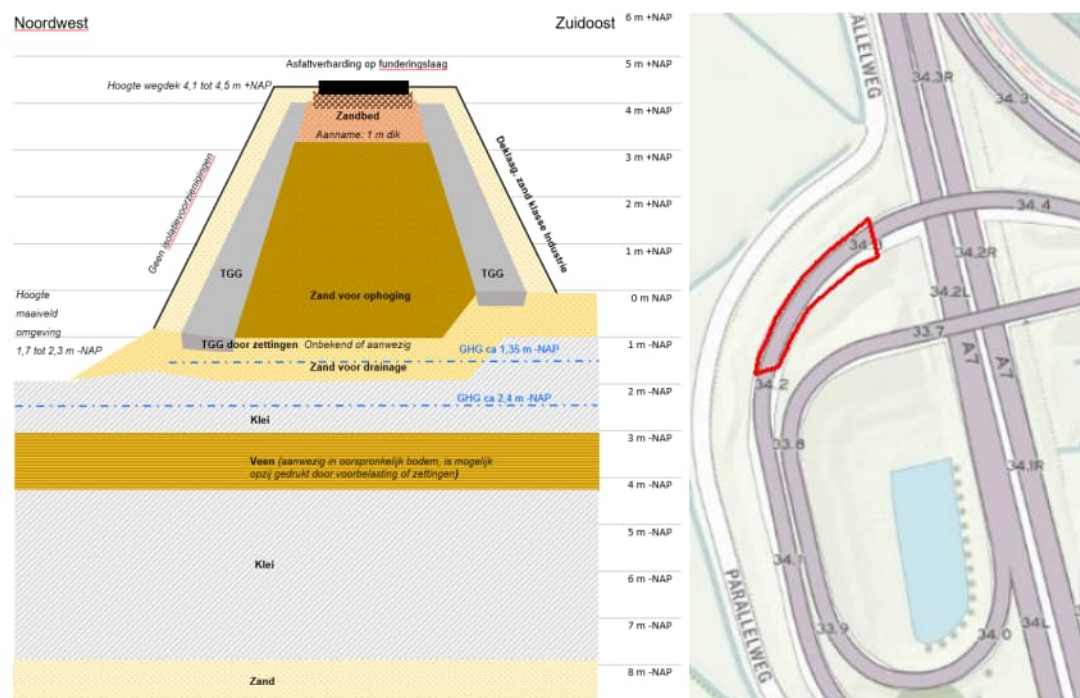 Noordwest
Zuidoost
6 m +NAP
Asfaltverharding op funderingslaag
5 m +NAP
Hoogte wegdek 4,1 tot 4,5 m +NAP
4 m +NAP
Zandbed
Aanname: 1 m dik
3 m +NAP
Geen isolatievoorzienigingen
Deklaag, zand klasse Industrie
2 m +NAP
1 m +NAP
TGG
TGG
Zand voor ophoging
0 m NAP
Hoogte
maaiveld
omgeving
1,7 tot 2,3 m -NAP
TGG door zettingen Onbekend of aanwezig
1 m -NAP
GHG ca 1,35 m -NAP
Zand voor drainage
2 m -NAP
GHG ca 2,4 m -NAP
Klei
3 m -NAP
Veen (aanwezig in oorspronkelijk bodem, is mogelijk
opzij gedrukt door voorbelasting of zettingen)
4 m -NAP
5 m -NAP
Klei
6 m -NAP
7 m -NAP
8 m -NAP
Zand
ALLELWEG
34.3R
34.3
34.4
34.2R
34.2L
33.7
A7
A7
34.2
33.8
34.1R
34.1
PARALLELWEG
33.9
34.0
34L